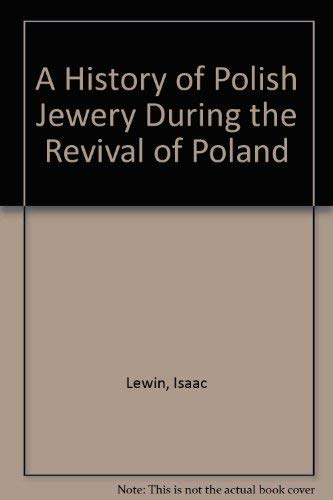 A History of Polish
Jewery During the
Revival of Poland
Lewin, Isaac
Note: This is not the actual book cover